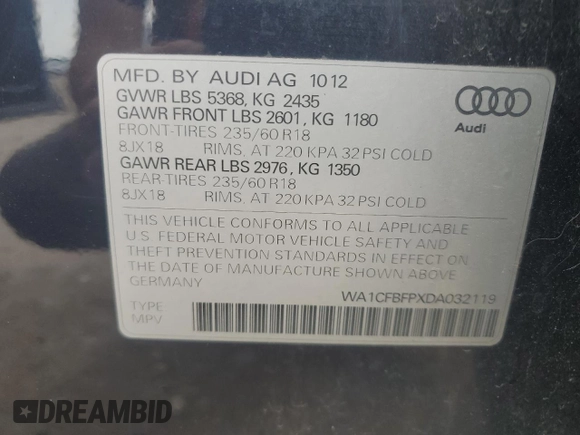 MFD. BY AUDI AG 10 12
GVWR LBS 5368, KG 2435
GAWR FRONT LBS 2601, KG 1180
FRONT-TIRES 235/60 R18
8JX18 RIMS, AT 220 KPA 32 PSI COLD
GAWR REAR LBS 2976, KG 1350
REAR-TIRES 235/60 R18
8JX18 RIMS, AT 220 KPA 32 PSI COLD
Audi
THIS VEHICLE CONFORMS TO ALL APPLICABLE
U.S. FEDERAL MOTOR VEHICLE SAFETY AND
THEFT PREVENTION STANDARDS IN EFFECT ON
THE DATE OF MANUFACTURE SHOWN ABOVE.
GERMANY
WA1CFBFPXDA032119
TYPE
MPV
DREAMBID